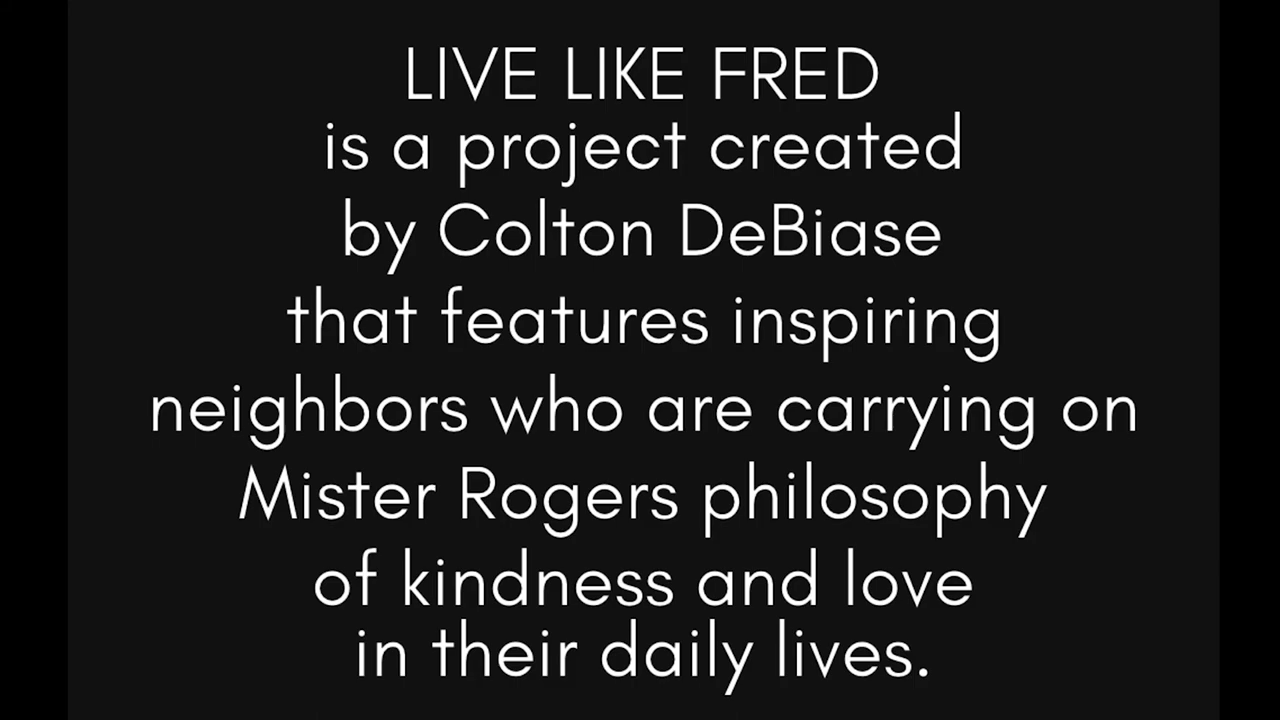 LIVE LIKE FRED
is a project created
by Colton DeBiase
that features inspiring
neighbors who are carrying on
Mister Rogers philosophy
of kindness and love
in their daily lives.